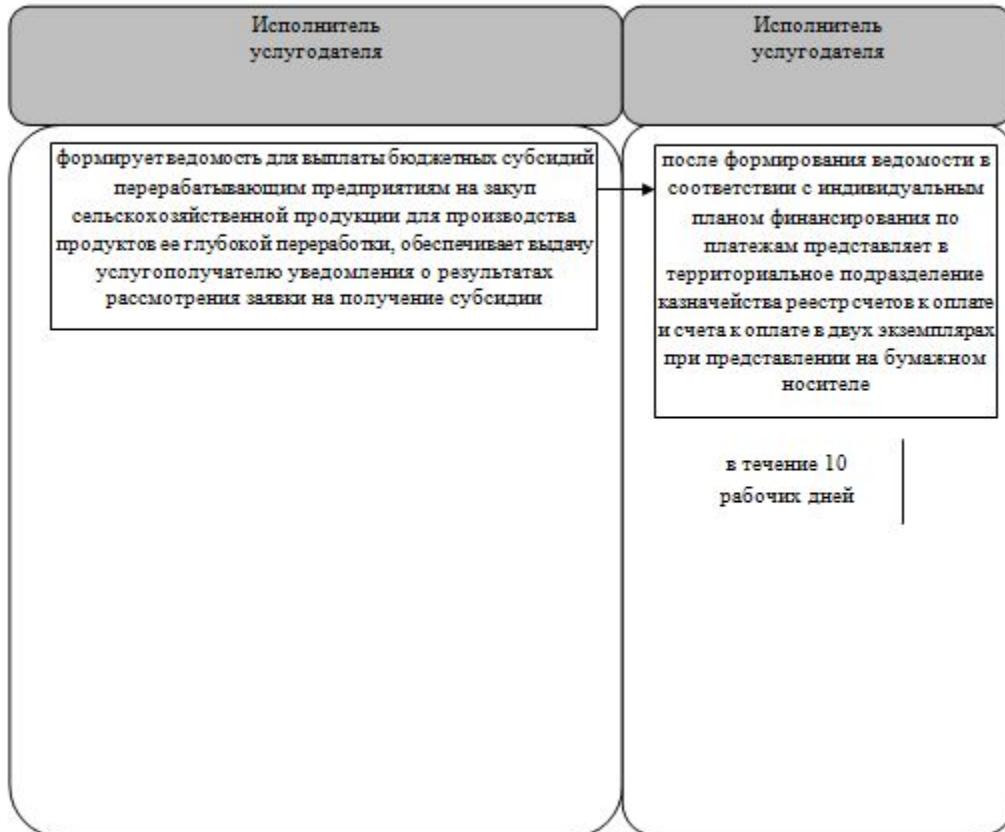 Исполнитель
услугодателя
Исполнитель
услугодателя
формирует ведомость для выплаты бюджетных субсидий
перерабатывающим предприятиям на закуп
сельскохозяйственной продукции для производства
продуктов ее глубокой переработки, обеспечивает выдачу
услугополучателю уведомления о результатах
рассмотрения заявки на получение субсидии
после формирования ведомости в
соответствии с индивидуальным
планом финансирования по
платежам представляет в
территориальное подразделение
казначейства реестр счетов к оплате
и счета к оплате в двух экземплярах
при представлении на бумажном
носителе
в течение 10
рабочих дней